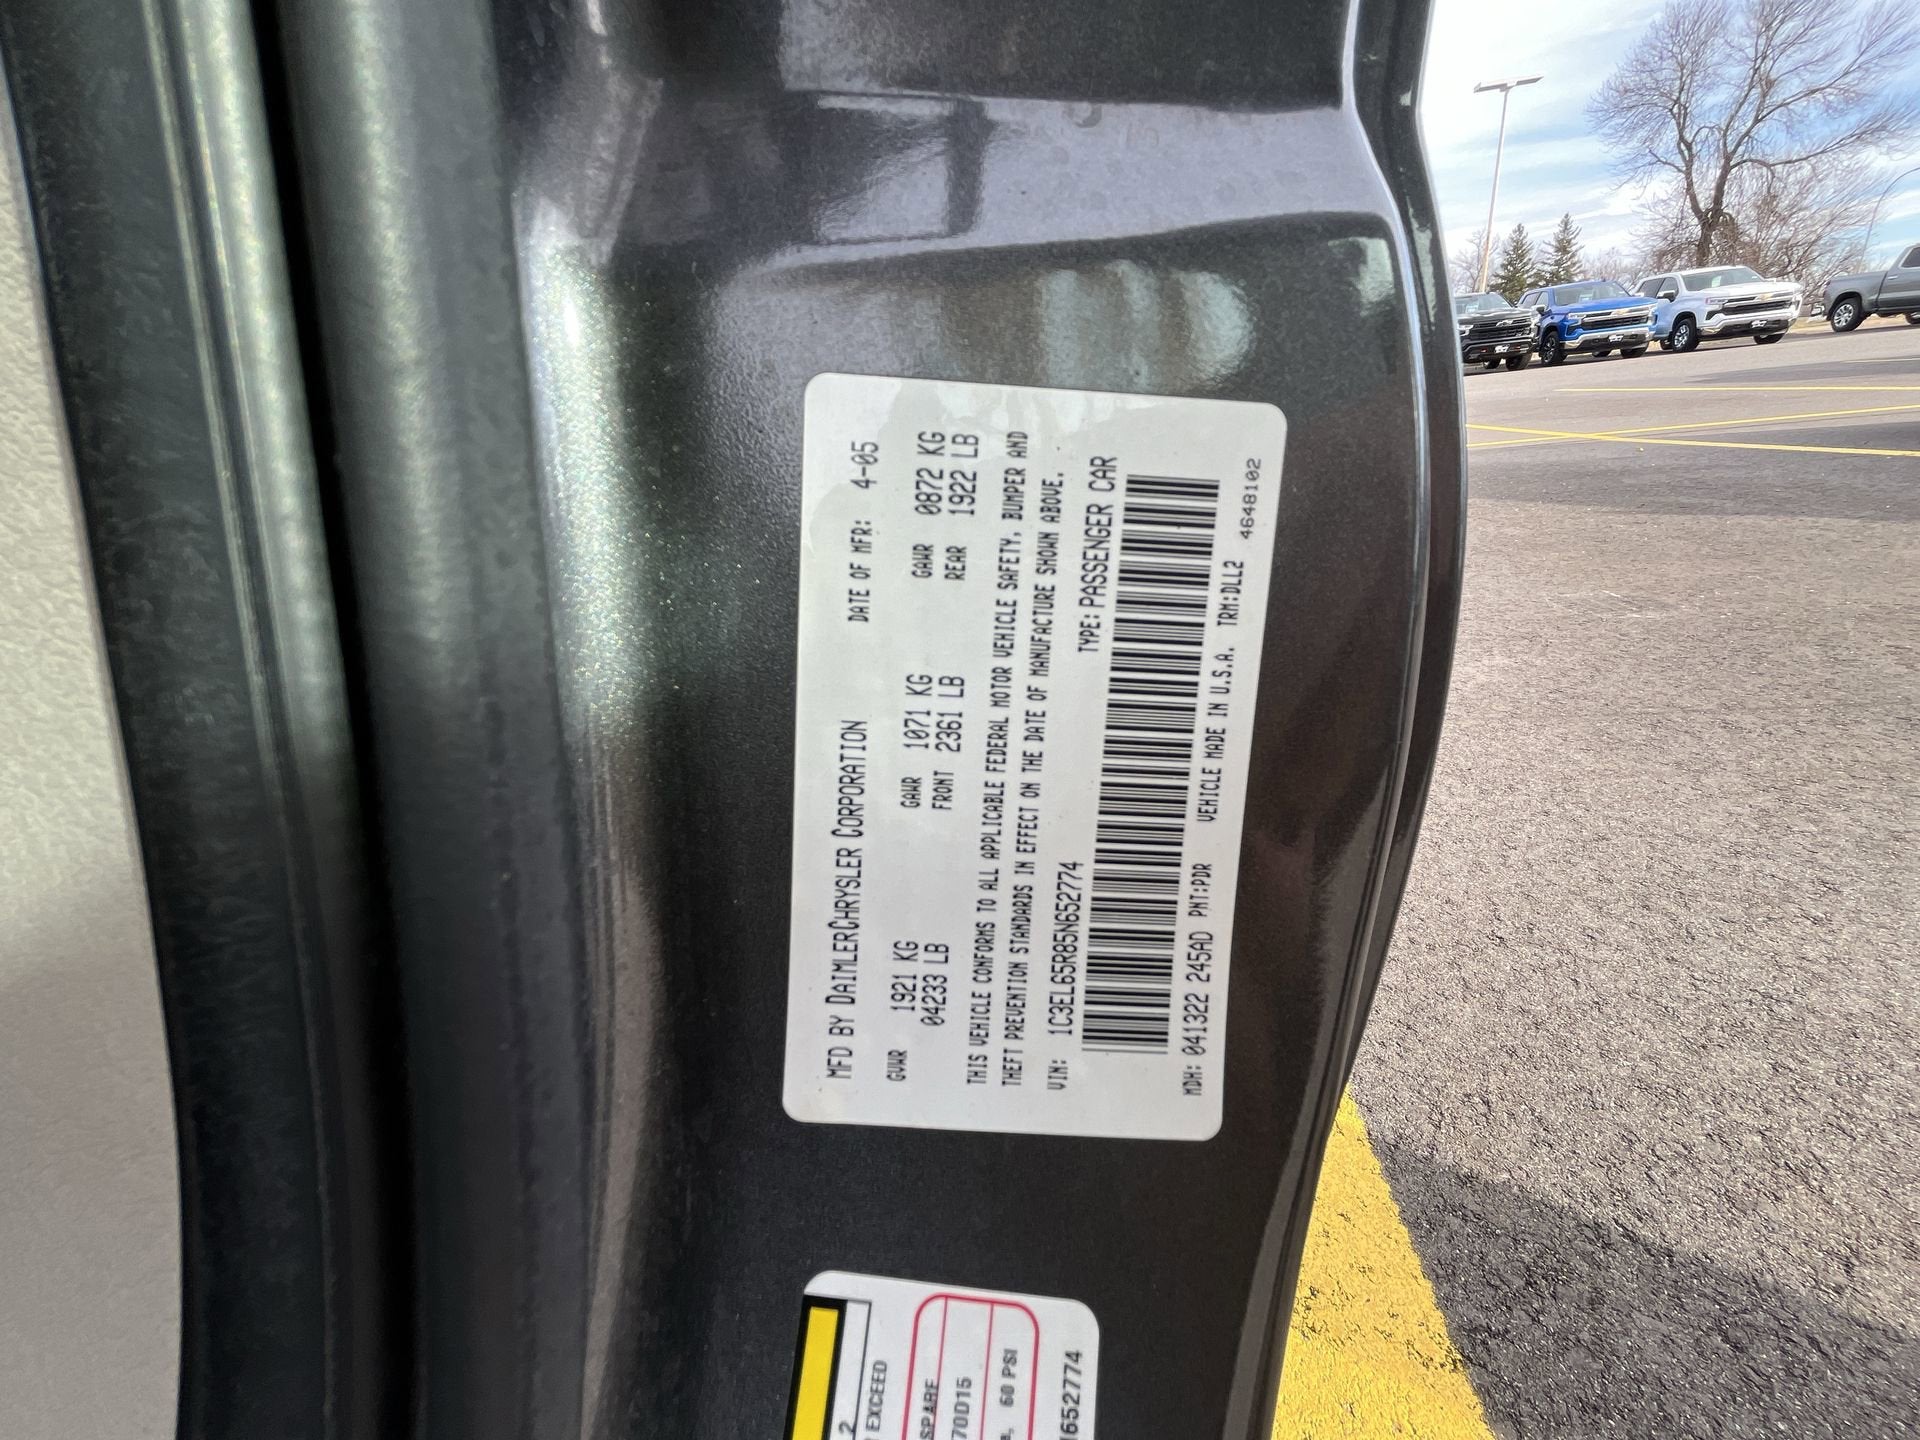 MFD BY DAIMLERCHRYSLER CORPORATION DATE OF MFR: 4-05
GVWR 1921 KG GAWR 1071 KG GAWR 0872 KG
04233 LB FRONT 2361 LB REAR 1922 LB
THIS VEHICLE CONFORMS TO ALL APPLICABLE FEDERAL MOTOR VEHICLE SAFETY, BUMPER AND
THEFT PREVENTION STANDARDS IN EFFECT ON THE DATE OF MANUFACTURE SHOWN ABOVE.
VIN: 1C3EL65R85N652774 TYPE: PASSENGER CAR
MDH: 041322 245AD PNT:PDR VEHICLE MADE IN U.S.A. TRM:DLL2
4648102
2
EXCEED
SPARE
70D15
60 PSI
652774